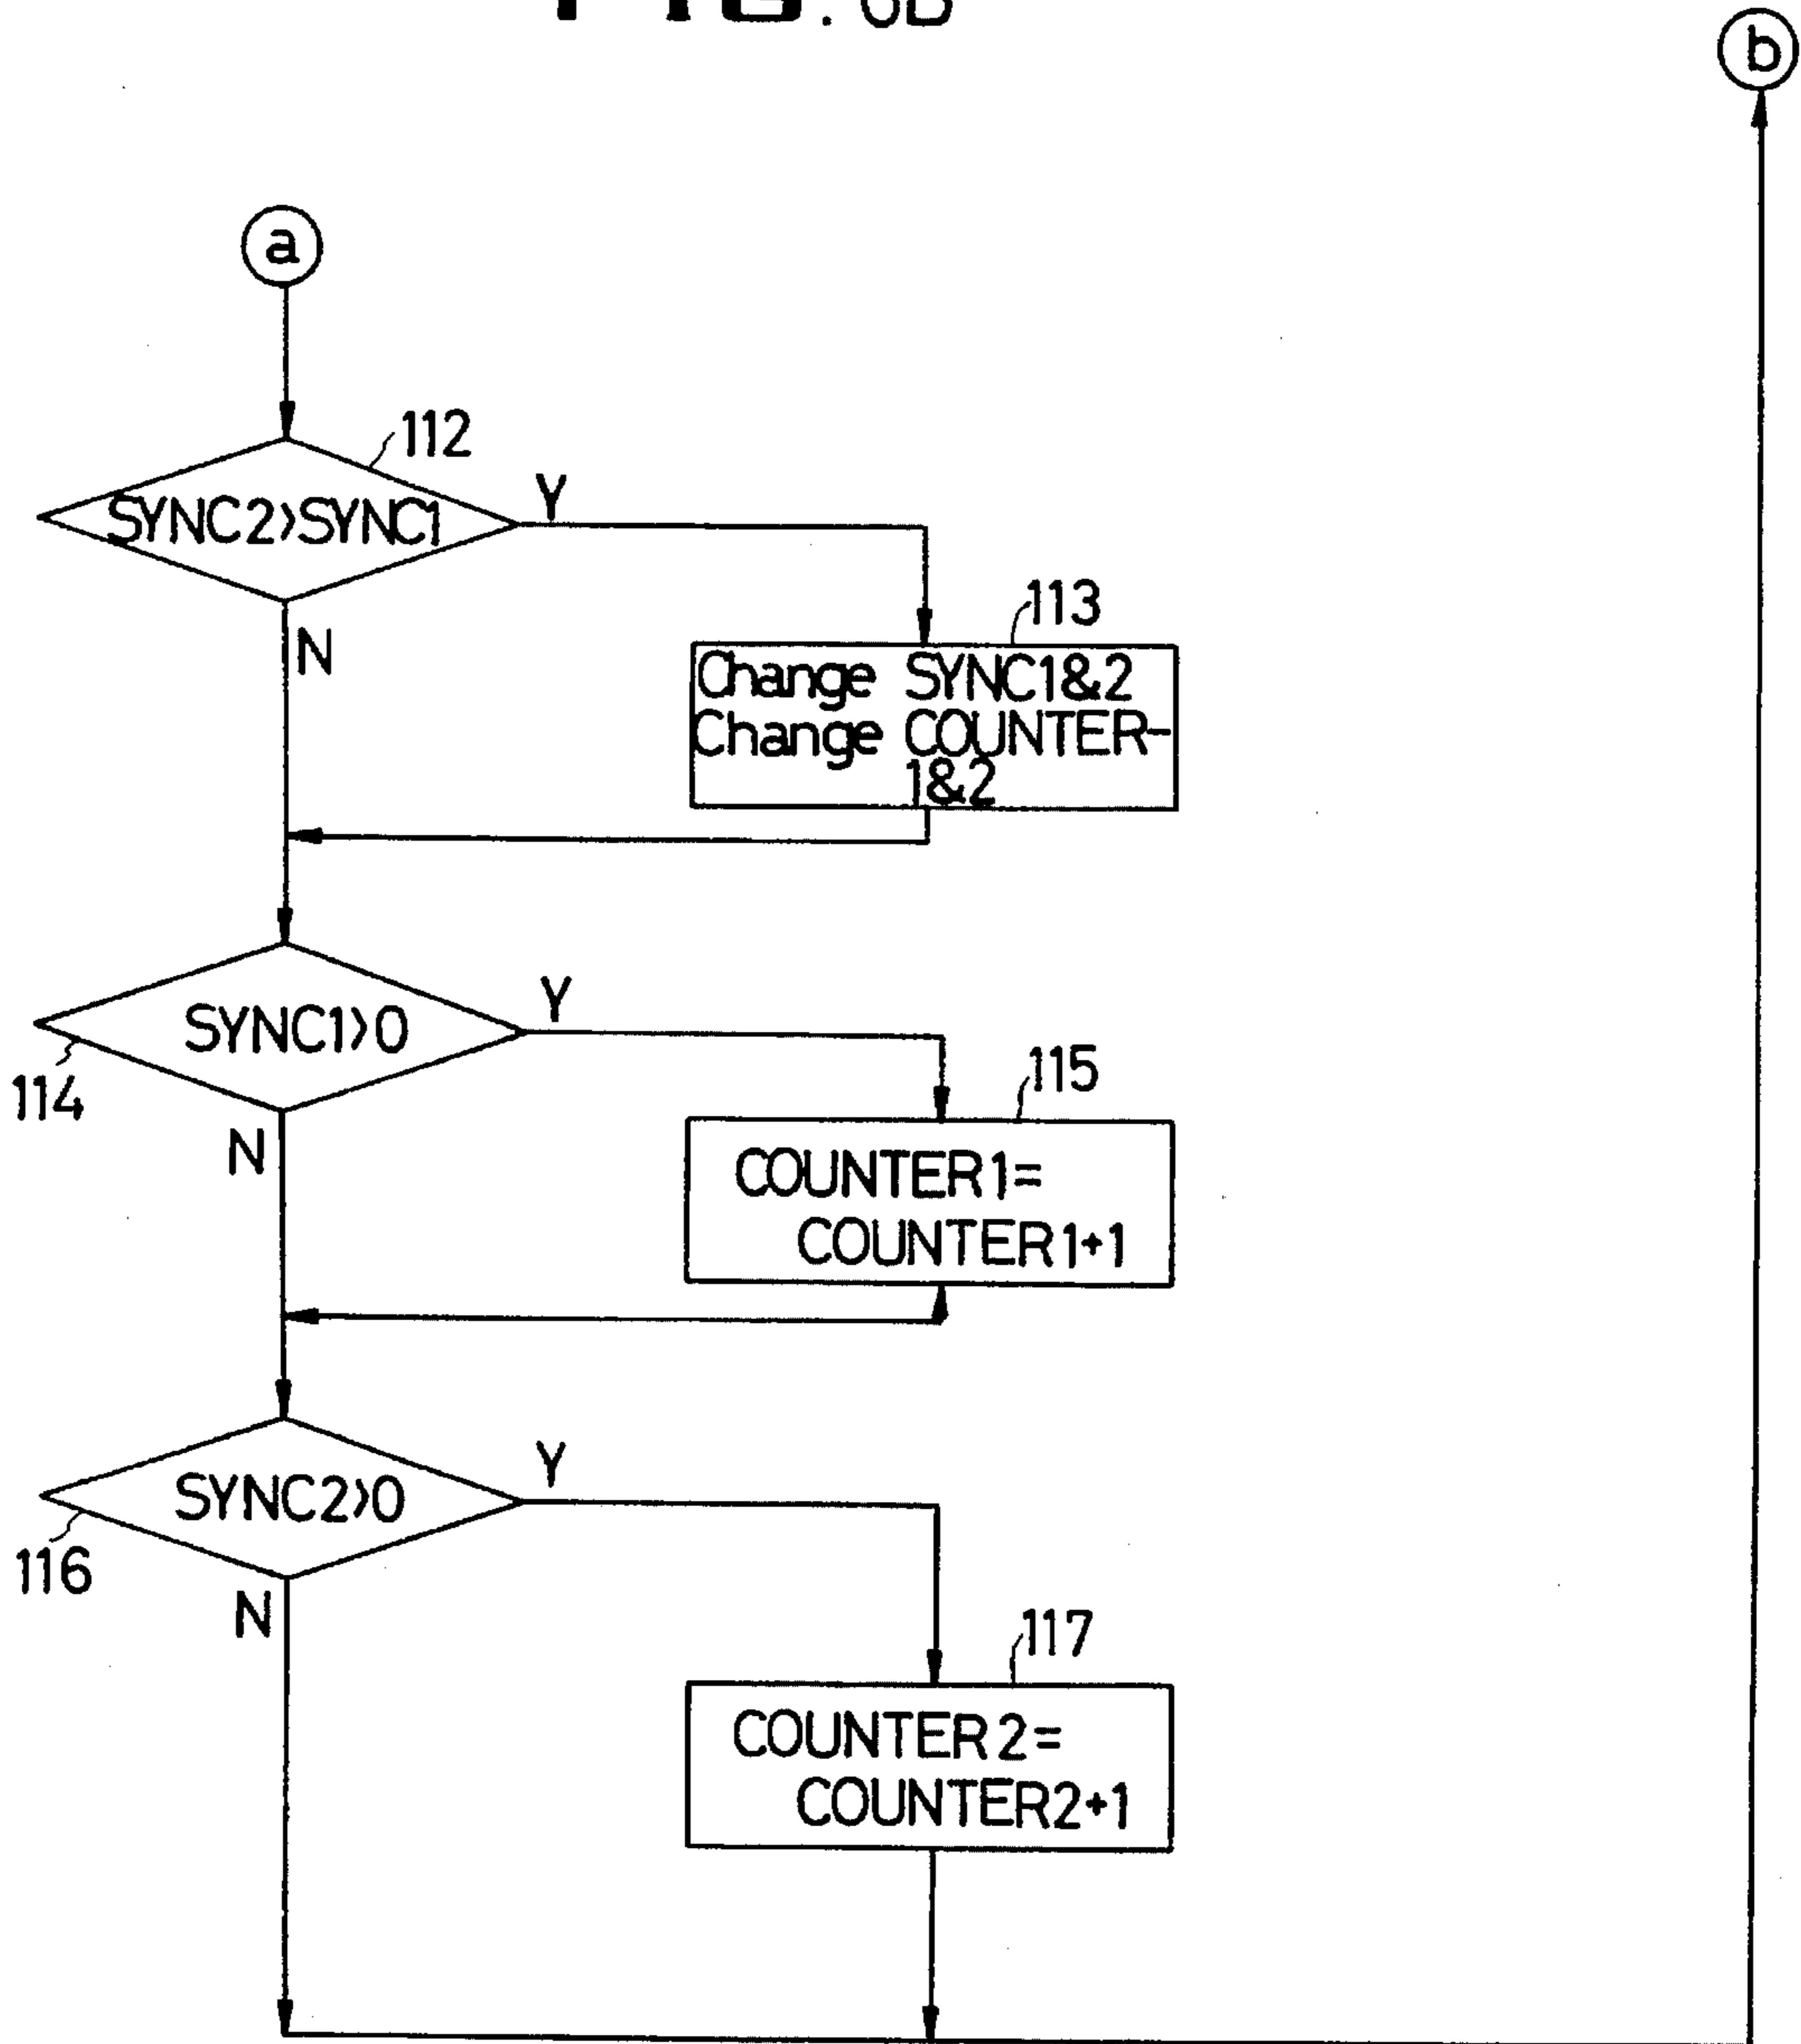 b
a
112
SYNC2>SYNC1
Y
N
113
Change SYNC1&2
Change COUNTER-
1&2
SYNC1>0
Y
114
N
115
COUNTER1=
COUNTER1+1
SYNC2>0
Y
116
N
117
COUNTER2=
COUNTER2+1